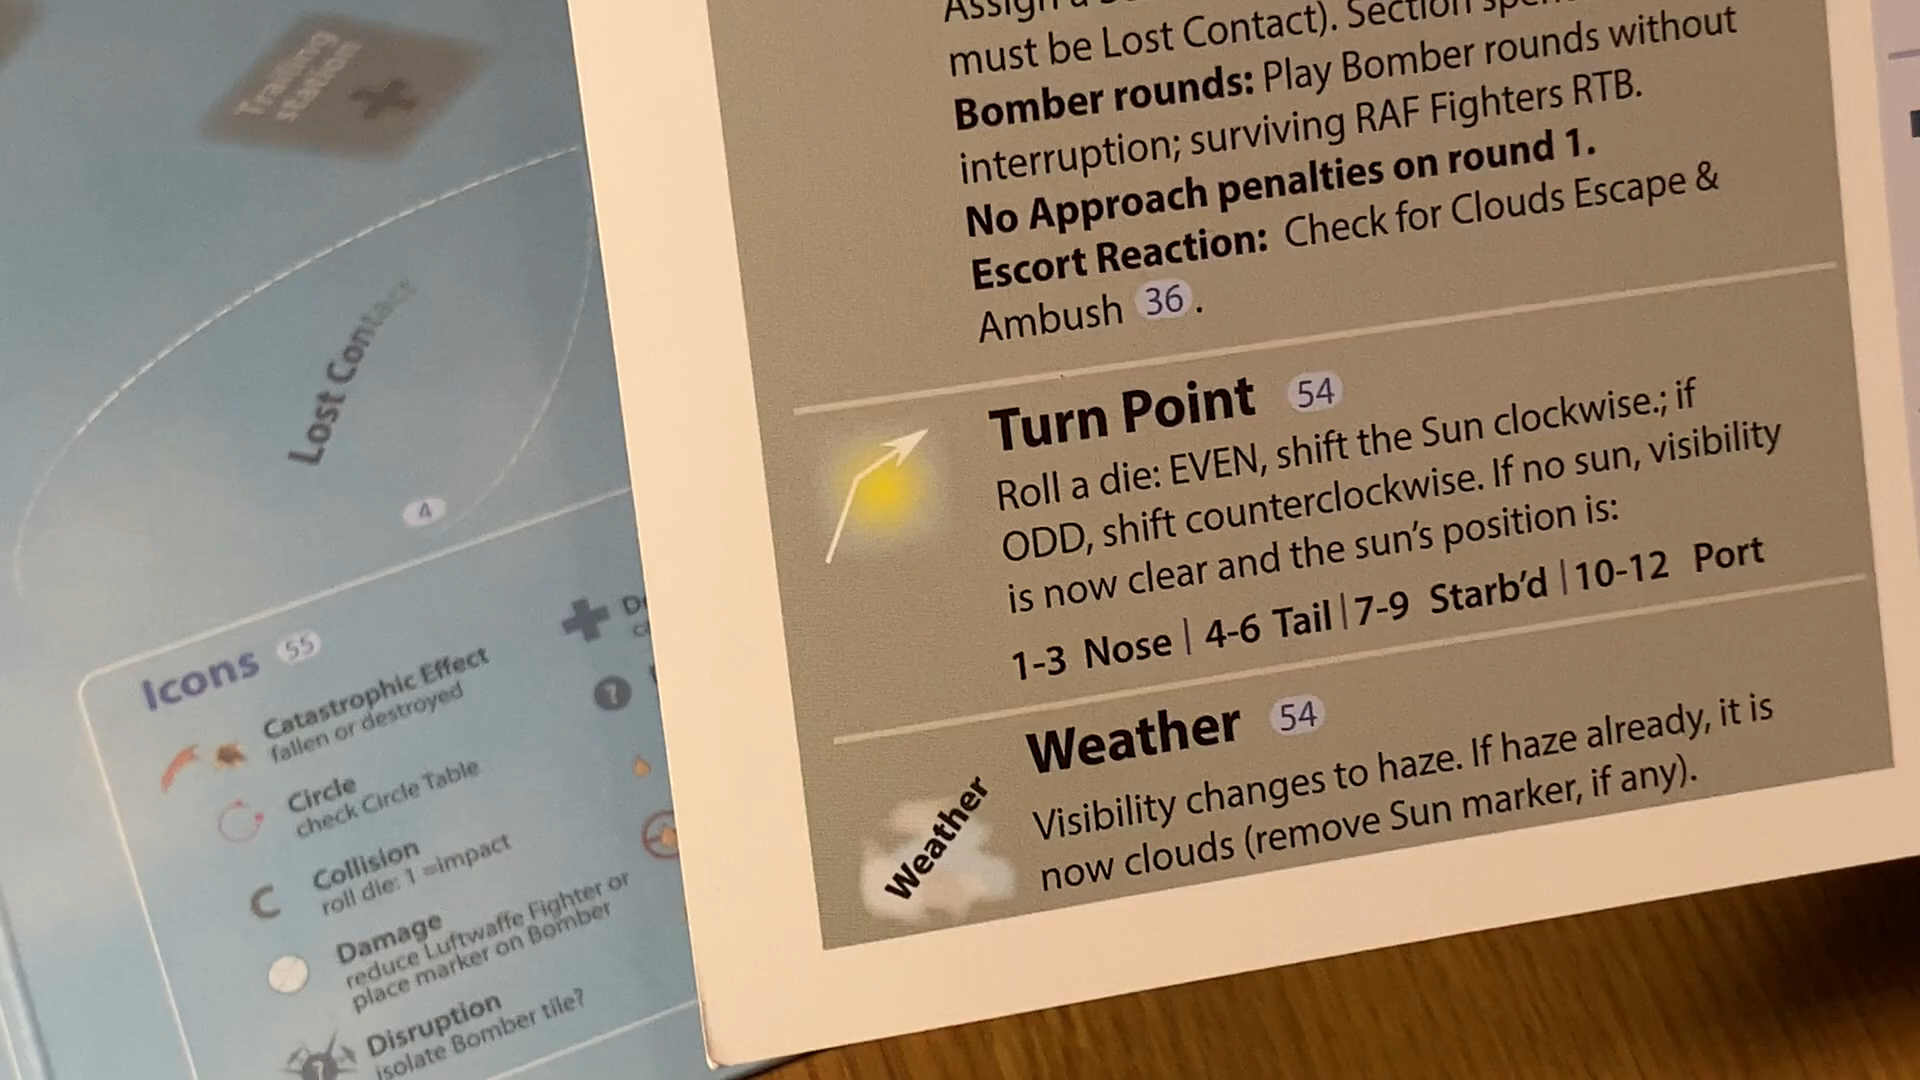 Trailing
station
Lost Contact
4
Icons 55
Catastrophic Effect
fallen or destroyed
Circle
check Circle Table
C Collision
roll die: 1 =impact
Damage
reduce Luftwaffe Fighter or
place marker on Bomber
? Disruption
isolate Bomber tile?
?
must be Lost Contact). Section
Bomber rounds: Play Bomber rounds without
interruption; surviving RAF Fighters RTB.
No Approach penalties on round 1.
Escort Reaction: Check for Clouds Escape &
Ambush 36.
Turn Point 54
Roll a die: EVEN, shift the Sun clockwise.; if
ODD, shift counterclockwise. If no sun, visibility
is now clear and the sun's position is:
1-3 Nose | 4-6 Tail | 7-9 Starb'd | 10-12 Port
Weather 54
Weather
Visibility changes to haze. If haze already, it is
now clouds (remove Sun marker, if any).